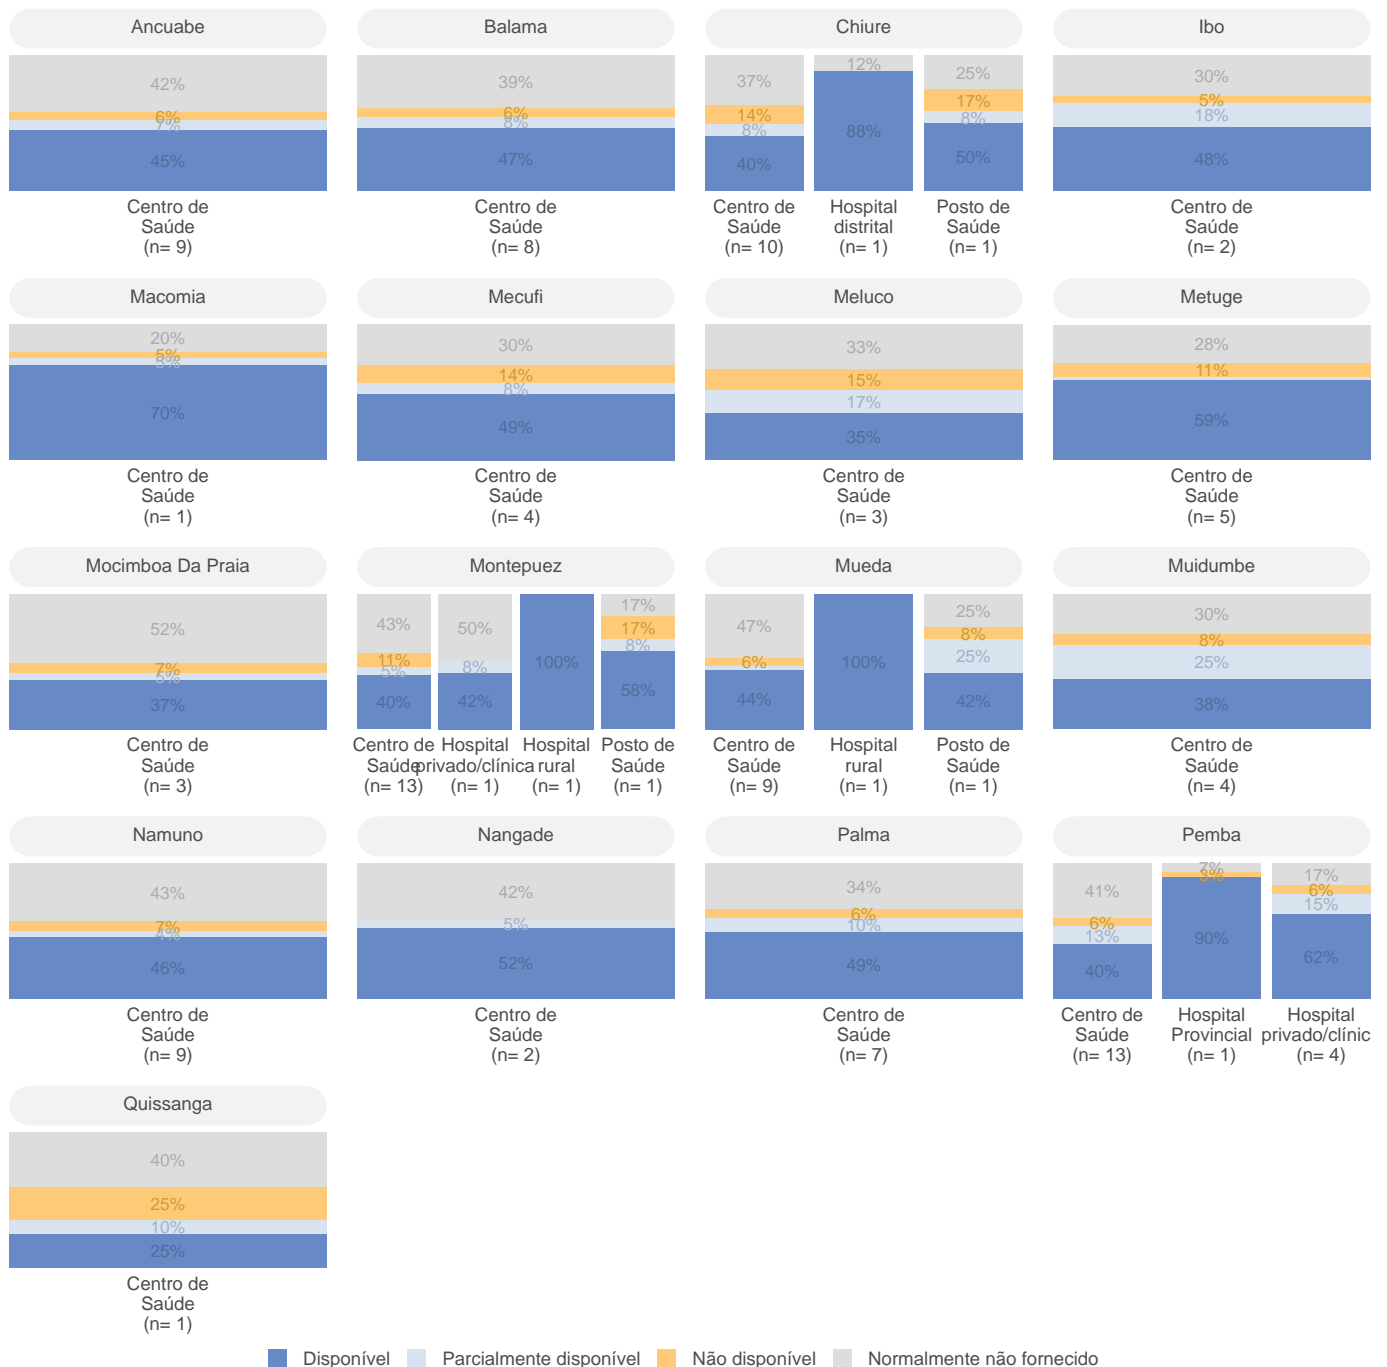 Ancuabe
Balama
Chiure
Ibo
42%
6%
7%
45%
39%
6%
8%
47%
37%
14%
8%
40%
12%
88%
25%
17%
8%
50%
30%
5%
18%
48%
Centro de
Saúde
(n= 9)
Centro de
Saúde
(n= 8)
Centro de
Saúde
(n= 10)
Hospital
distrital
(n= 1)
Posto de
Saúde
(n= 1)
Centro de
Saúde
(n= 2)
Macomia
Mecufi
Meluco
Metuge
20%
5%
5%
70%
30%
14%
8%
49%
33%
15%
17%
35%
28%
11%
59%
Centro de
Saúde
(n= 1)
Centro de
Saúde
(n= 4)
Centro de
Saúde
(n= 3)
Centro de
Saúde
(n= 5)
Mocimboa Da Praia
Montepuez
Mueda
Muidumbe
52%
7%
5%
37%
43%
11%
5%
40%
50%
8%
42%
100%
17%
17%
8%
58%
47%
6%
44%
100%
25%
8%
25%
42%
30%
8%
25%
38%
Centro de
Saúde
(n= 3)
Centro de
Saúde
(n= 13)
Hospital
privado/clínica
(n= 1)
Hospital
rural
(n= 1)
Posto de
Saúde
(n= 1)
Centro de
Saúde
(n= 9)
Hospital
rural
(n= 1)
Posto de
Saúde
(n= 1)
Centro de
Saúde
(n= 4)
Namuno
Nangade
Palma
Pemba
43%
7%
4%
46%
42%
5%
52%
34%
6%
10%
49%
41%
6%
13%
40%
7%
3%
90%
17%
6%
15%
62%
Centro de
Saúde
(n= 9)
Centro de
Saúde
(n= 2)
Centro de
Saúde
(n= 7)
Centro de
Saúde
(n= 13)
Hospital
Provincial
(n= 1)
Hospital
privado/clínic
(n= 4)
Quissanga
40%
25%
10%
25%
Centro de
Saúde
(n= 1)
Disponível Parcialmente disponível Não disponível Normalmente não fornecido